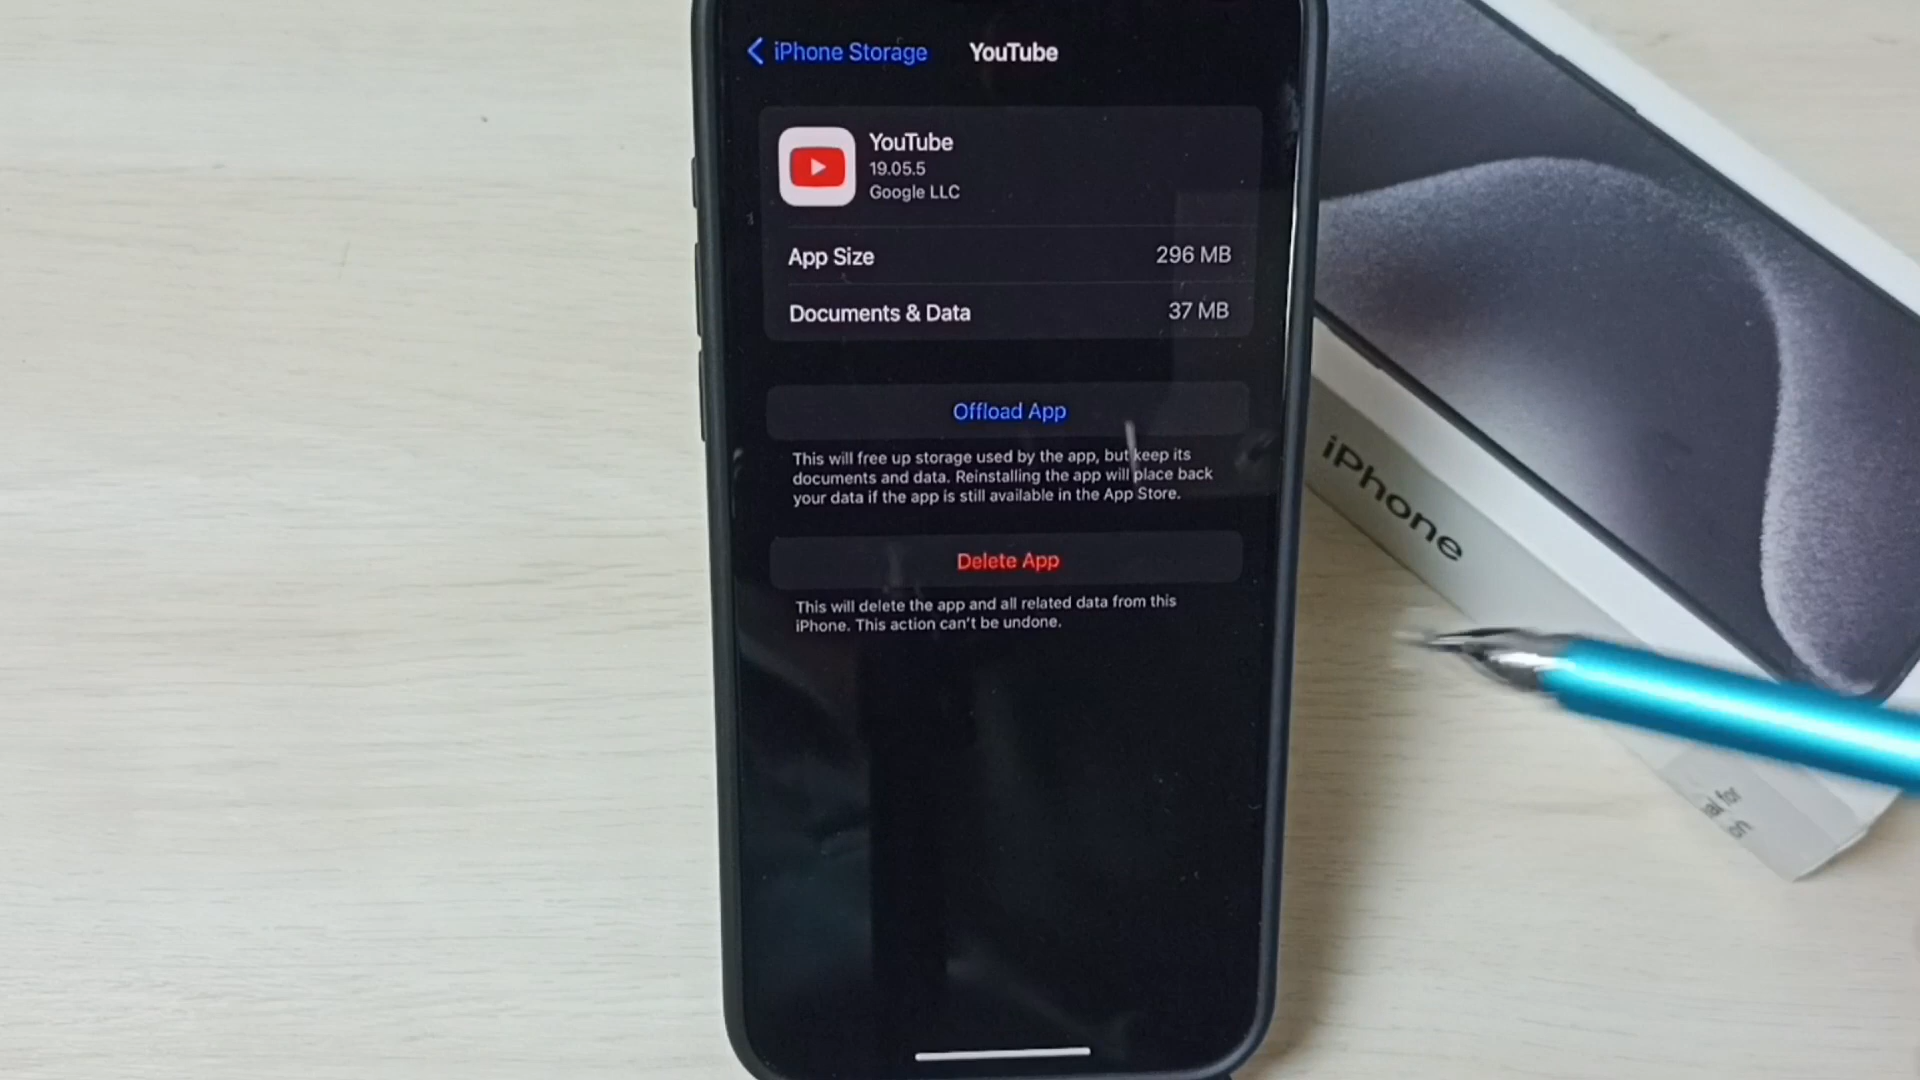 iPhone Storage
YouTube
YouTube
19.05.5
Google LLC
App Size
296 MB
Documents & Data
37 MB
Offload App
This will free up storage used by the app, but keep its
documents and data. Reinstalling the app will place back
your data if the app is still available in the App Store.
Delete App
This will delete the app and all related data from this
iPhone. This action can't be undone.
iPhone
for